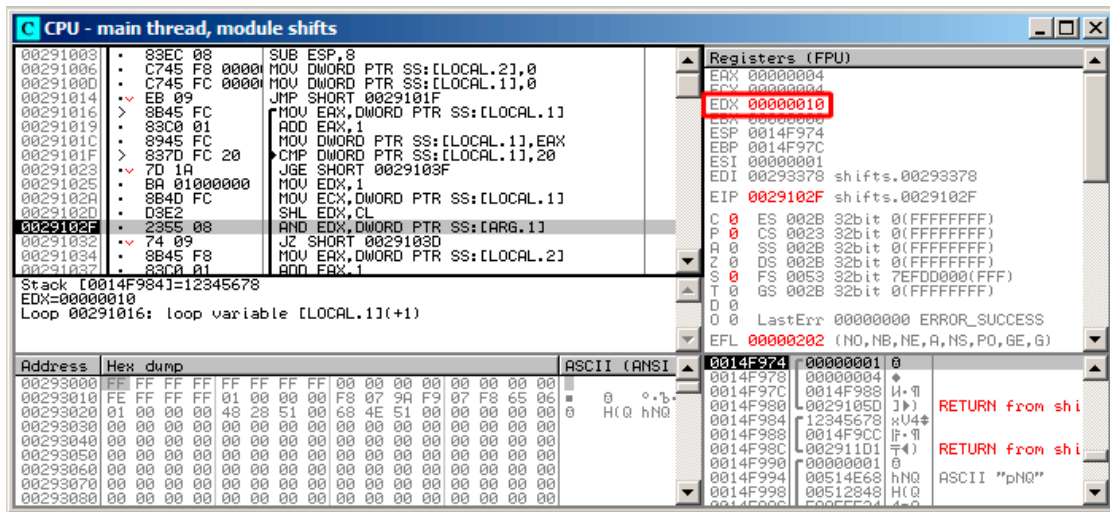 C CPU - main thread, module shifts
00291003 · 83EC 08 SUB ESP,8
00291006 · C745 F8 0000 MOV DWORD PTR SS:[LOCAL.2],0
0029100D · C745 FC 0000 MOV DWORD PTR SS:[LOCAL.1],0
00291014 ·v EB 09 JMP SHORT 0029101F
00291016 > 8B45 FC MOV EAX,DWORD PTR SS:[LOCAL.1]
00291019 · 83C0 01 ADD EAX,1
0029101C · 8945 FC MOV DWORD PTR SS:[LOCAL.1],EAX
0029101F > 837D FC 20 CMP DWORD PTR SS:[LOCAL.1],20
00291023 ·v 7D 1A JGE SHORT 0029103F
00291025 · BA 01000000 MOV EDX,1
0029102A · 8B4D FC MOV ECX,DWORD PTR SS:[LOCAL.1]
0029102D · D3E2 SHL EDX,CL
0029102F · 2355 08 AND EDX,DWORD PTR SS:[ARG.1]
00291032 ·v 74 09 JZ SHORT 0029103D
00291034 · 8B45 F8 MOV EAX,DWORD PTR SS:[LOCAL.2]
00291037 · 83C0 01 ADD EAX,1
Stack [0014F984]=12345678
EDX=00000010
Loop 00291016: loop variable [LOCAL.1](+1)
Registers (FPU)
EAX 00000004
ECX 00000004
EDX 00000010
EBX 00000000
ESP 0014F974
EBP 0014F97C
ESI 00000001
EDI 00293378 shifts.00293378
EIP 0029102F shifts.0029102F
C 0 ES 002B 32bit 0(FFFFFFFF)
P 0 CS 0023 32bit 0(FFFFFFFF)
A 0 SS 002B 32bit 0(FFFFFFFF)
Z 0 DS 002B 32bit 0(FFFFFFFF)
S 0 FS 0053 32bit 7EFDD000(FFF)
T 0 GS 002B 32bit 0(FFFFFFFF)
D 0
O 0 LastErr 00000000 ERROR_SUCCESS
EFL 00000202 (NO,NB,NE,A,NS,PO,GE,G)
Address Hex dump ASCII (ANSI
00293000 FF FF FF FF FF FF FF FF 00 00 00 00 00 00 00 00
00293010 FE FF FF FF 01 00 00 00 F8 07 9A F9 07 F8 65 06
00293020 01 00 00 00 48 28 51 00 68 4E 51 00 00 00 00 00 H(Q hNQ
00293030 00 00 00 00 00 00 00 00 00 00 00 00 00 00 00 00
00293040 00 00 00 00 00 00 00 00 00 00 00 00 00 00 00 00
00293050 00 00 00 00 00 00 00 00 00 00 00 00 00 00 00 00
00293060 00 00 00 00 00 00 00 00 00 00 00 00 00 00 00 00
00293070 00 00 00 00 00 00 00 00 00 00 00 00 00 00 00 00
00293080 00 00 00 00 00 00 00 00 00 00 00 00 00 00 00 00
0014F974 00000001
0014F978 00000004 ♦
0014F97C 0014F988
0014F980 0029105D RETURN from shi
0014F984 12345678 xV4‡
0014F988 0014F9CC
0014F98C 002911D1 RETURN from shi
0014F990 00000001
0014F994 00514E68 hNQ ASCII "pNQ"
0014F998 00512848 H(Q